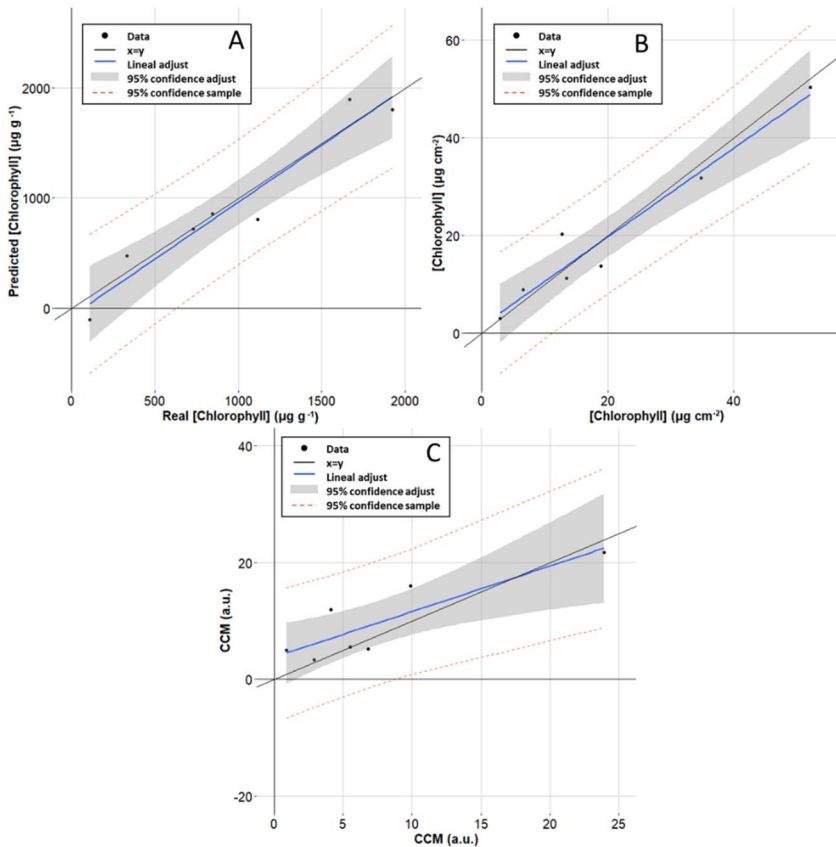 A
Data
x=y
Lineal adjust
95% confidence adjust
95% confidence sample
Predicted [Chlorophyll] (µg g⁻¹)
2000
1000
0
0
500
1000
1500
2000
Real [Chlorophyll] (µg g⁻¹)
B
Data
x=y
Lineal adjust
95% confidence adjust
95% confidence sample
[Chlorophyll] (µg cm⁻²)
60
40
20
0
0
20
40
[Chlorophyll] (µg cm⁻²)
C
Data
x=y
Lineal adjust
95% confidence adjust
95% confidence sample
CCM (a.u.)
40
20
0
-20
0
5
10
15
20
25
CCM (a.u.)